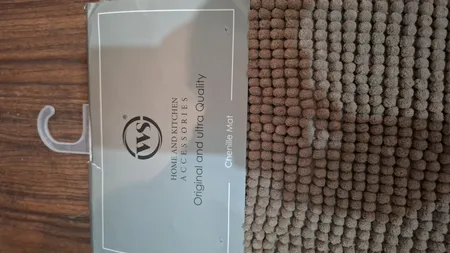 WS
®
HOME AND KITCHEN
ACCESSORIES
Original and ultra Quality
Chenille Mat